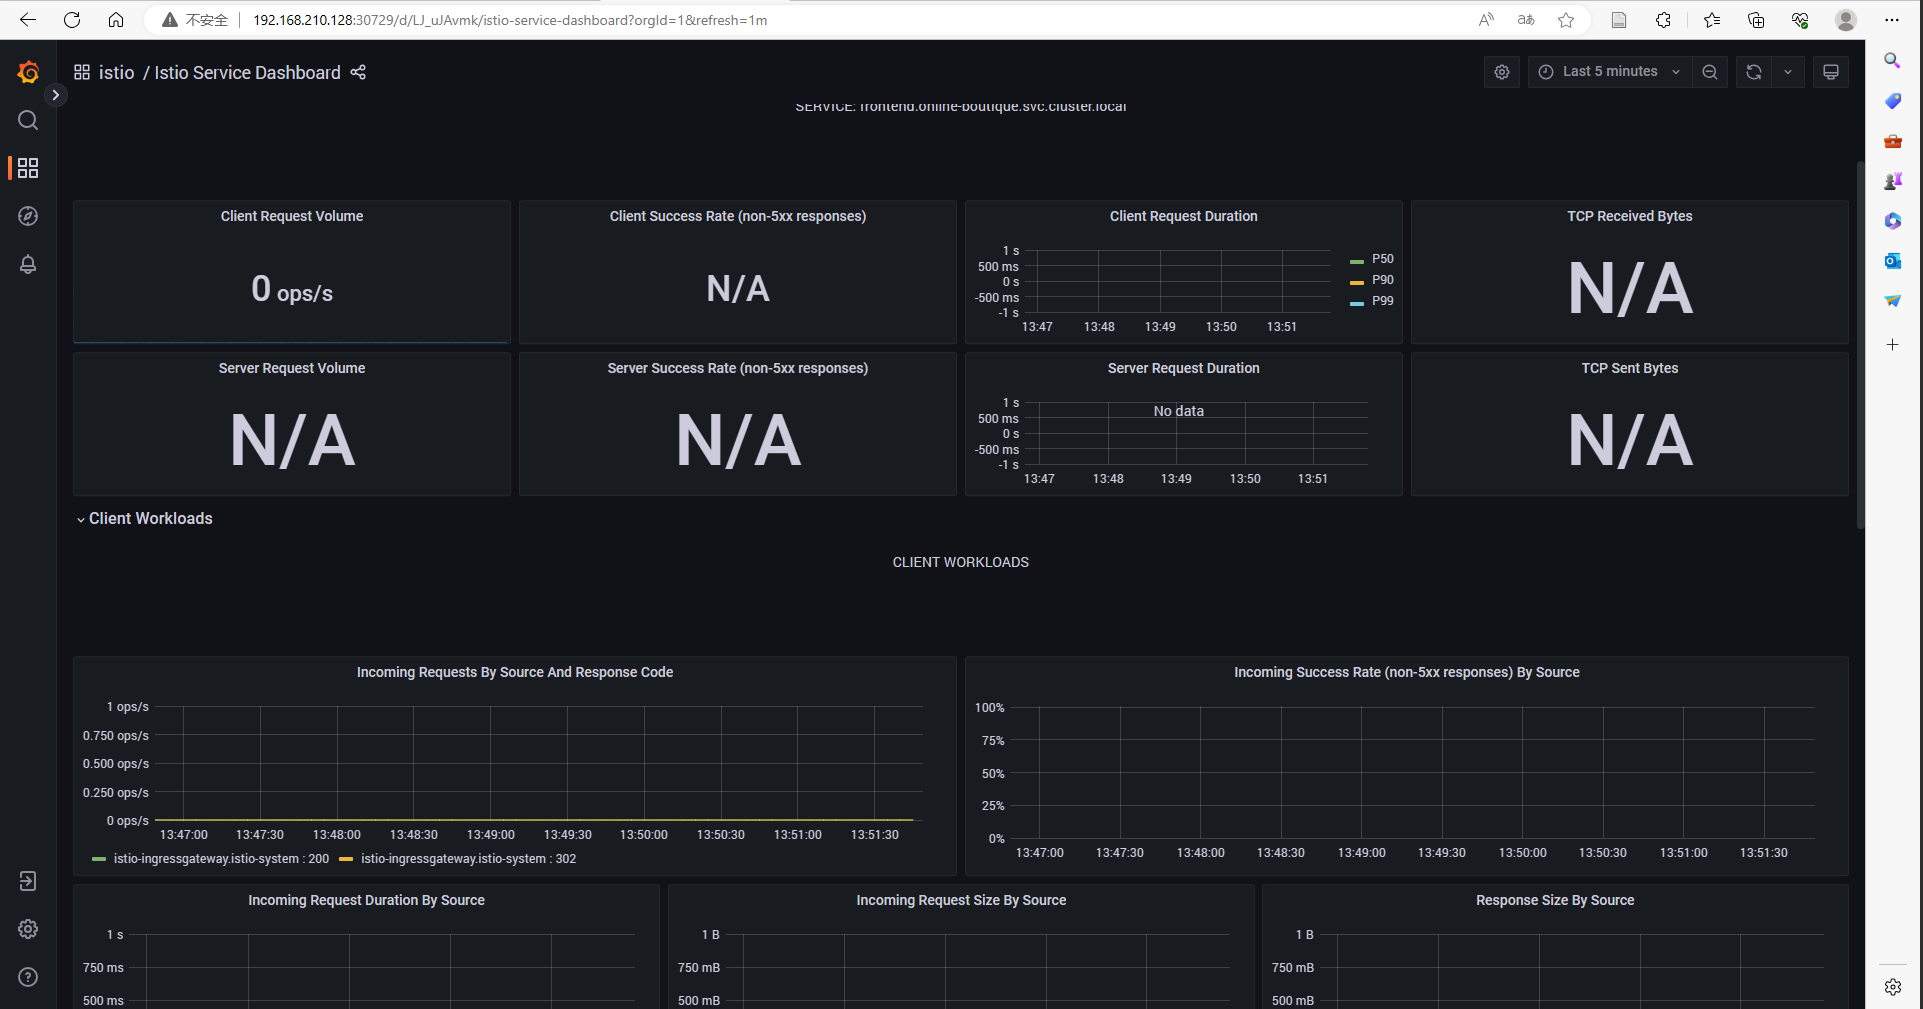 不安全 192.168.210.128:30729/d/LJ_uJAvmk/istio-service-dashboard?orgId=1&refresh=1m
istio / Istio Service Dashboard
Last 5 minutes
SERVICE: frontend.online-boutique.svc.cluster.local
Client Request Volume
0 ops/s
Client Success Rate (non-5xx responses)
N/A
Client Request Duration
1 s
500 ms
0 s
-500 ms
-1 s
13:47 13:48 13:49 13:50 13:51
P50
P90
P99
TCP Received Bytes
N/A
Server Request Volume
N/A
Server Success Rate (non-5xx responses)
N/A
Server Request Duration
No data
1 s
500 ms
0 s
-500 ms
-1 s
13:47 13:48 13:49 13:50 13:51
TCP Sent Bytes
N/A
Client Workloads
CLIENT WORKLOADS
Incoming Requests By Source And Response Code
1 ops/s
0.750 ops/s
0.500 ops/s
0.250 ops/s
0 ops/s
13:47:00 13:47:30 13:48:00 13:48:30 13:49:00 13:49:30 13:50:00 13:50:30 13:51:00 13:51:30
istio-ingressgateway.istio-system : 200 istio-ingressgateway.istio-system : 302
Incoming Success Rate (non-5xx responses) By Source
100%
75%
50%
25%
0%
13:47:00 13:47:30 13:48:00 13:48:30 13:49:00 13:49:30 13:50:00 13:50:30 13:51:00 13:51:30
Incoming Request Duration By Source
1 s
750 ms
500 ms
Incoming Request Size By Source
1 B
750 mB
500 mB
Response Size By Source
1 B
750 mB
500 mB